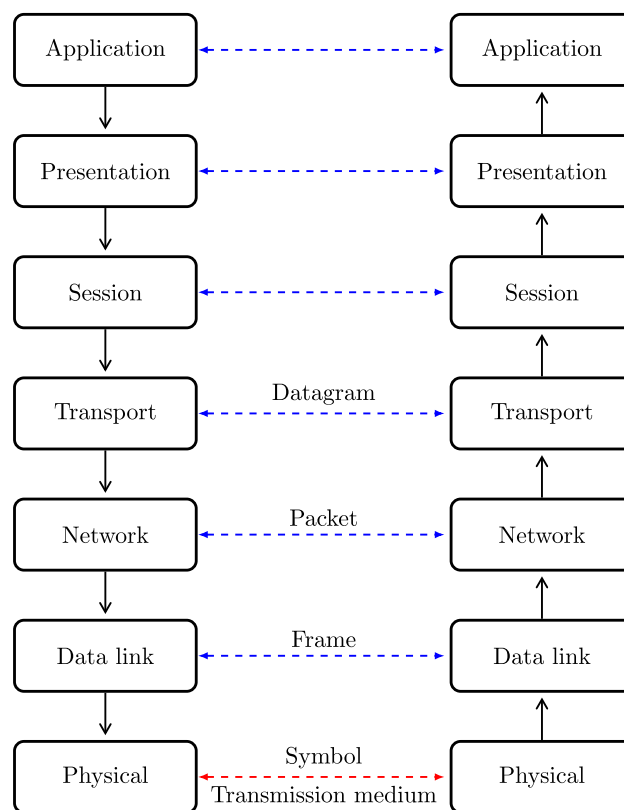 Application
Application
Presentation
Presentation
Session
Session
Datagram
Transport
Transport
Packet
Network
Network
Frame
Data link
Data link
Symbol
Physical
Physical
Transmission medium